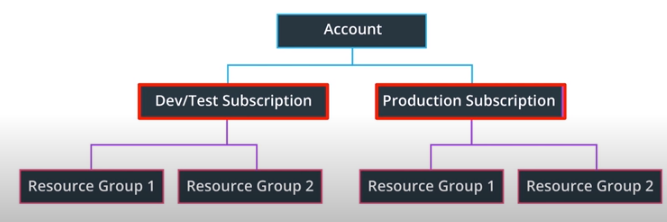 Account
Dev/Test Subscription
Production Subscription
Resource Group 1
Resource Group 2
Resource Group 1
Resource Group 2